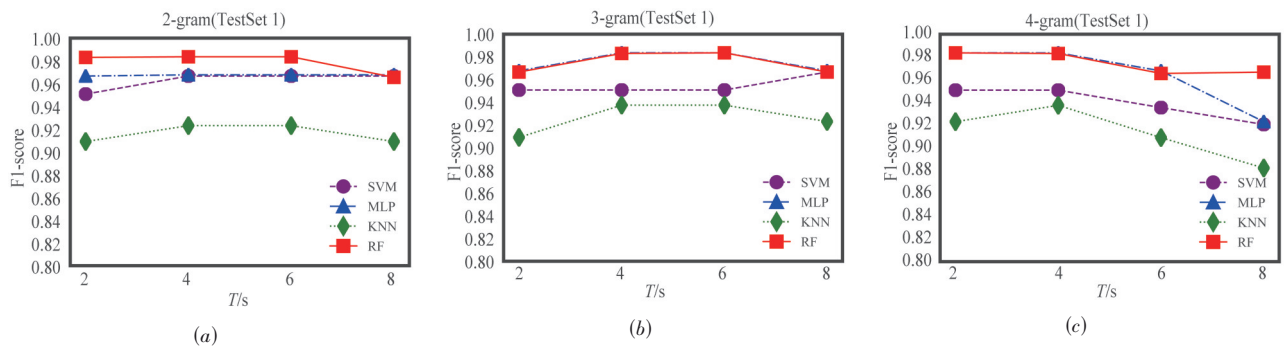 2-gram(TestSet 1)
1.00
0.98
0.96
0.94
0.92
0.90
0.88
0.86
0.84
0.82
0.80
F1-score
SVM
MLP
KNN
RF
2 4 6 8
T/s
(a)
3-gram(TestSet 1)
1.00
0.98
0.96
0.94
0.92
0.90
0.88
0.86
0.84
0.82
0.80
F1-score
SVM
MLP
KNN
RF
2 4 6 8
T/s
(b)
4-gram(TestSet 1)
1.00
0.98
0.96
0.94
0.92
0.90
0.88
0.86
0.84
0.82
0.80
F1-score
SVM
MLP
KNN
RF
2 4 6 8
T/s
(c)